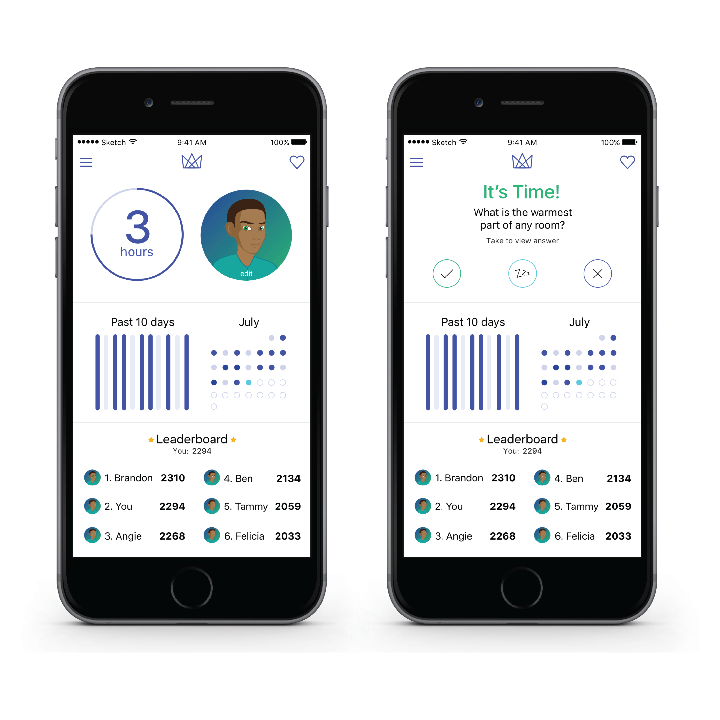 Sketch 9:41 AM 100%
3
hours
edit
Past 10 days July
Leaderboard
You: 2294
1. Brandon 2310 4. Ben 2134
2. You 2294 5. Tammy 2059
3. Angie 2268 6. Felicia 2033
Sketch 9:41 AM 100%
It's Time!
What is the warmest
part of any room?
Take to view answer
Past 10 days July
Leaderboard
You: 2294
1. Brandon 2310 4. Ben 2134
2. You 2294 5. Tammy 2059
3. Angie 2268 6. Felicia 2033